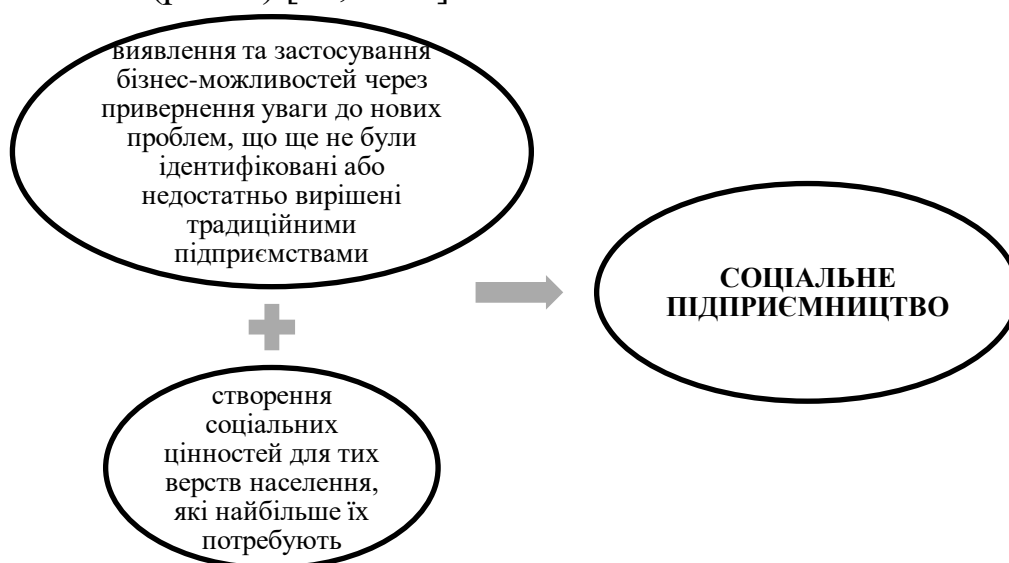 виявлення та застосування
бізнес-можливостей через
привернення уваги до нових
проблем, що ще не були
ідентифіковані або
недостатньо вирішені
традиційними
підприємствами
СОЦІАЛЬНЕ
ПІДПРИЄМНИЦТВО
створення
соціальних
цінностей для тих
верств населення,
які найбільше їх
потребують